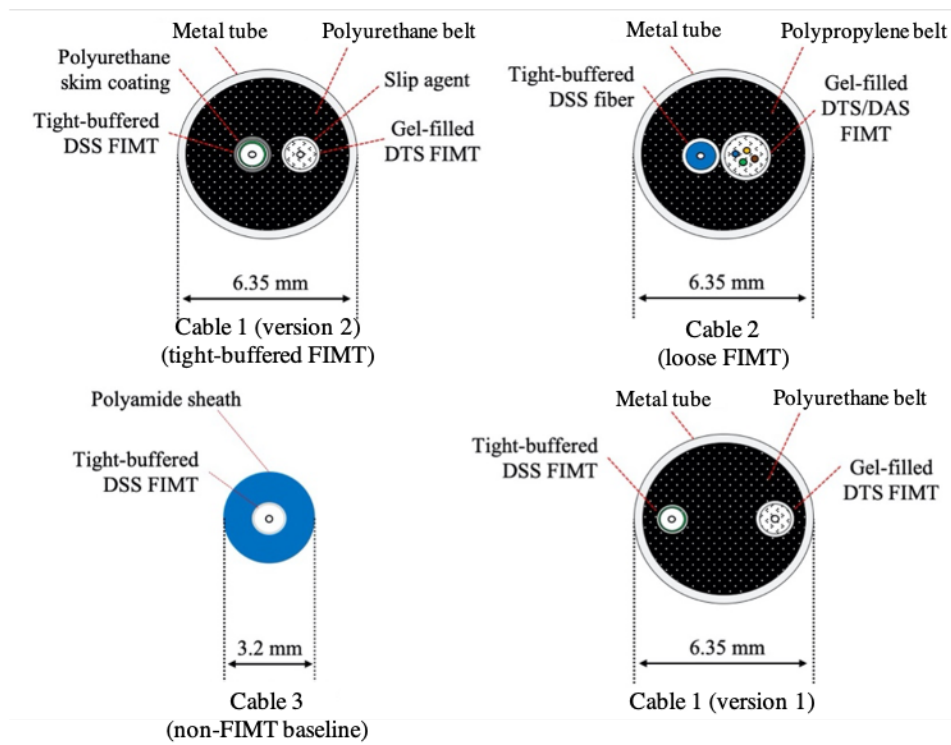 Metal tube
Polyurethane belt
Polyurethane
skim coating
Slip agent
Tight-buffered
DSS FIMT
Gel-filled
DTS FIMT
6.35 mm
Cable 1 (version 2)
(tight-buffered FIMT)
Metal tube
Polypropylene belt
Tight-buffered
DSS fiber
Gel-filled
DTS/DAS
FIMT
6.35 mm
Cable 2
(loose FIMT)
Polyamide sheath
Tight-buffered
DSS FIMT
3.2 mm
Cable 3
(non-FIMT baseline)
Metal tube
Polyurethane belt
Tight-buffered
DSS FIMT
Gel-filled
DTS FIMT
6.35 mm
Cable 1 (version 1)